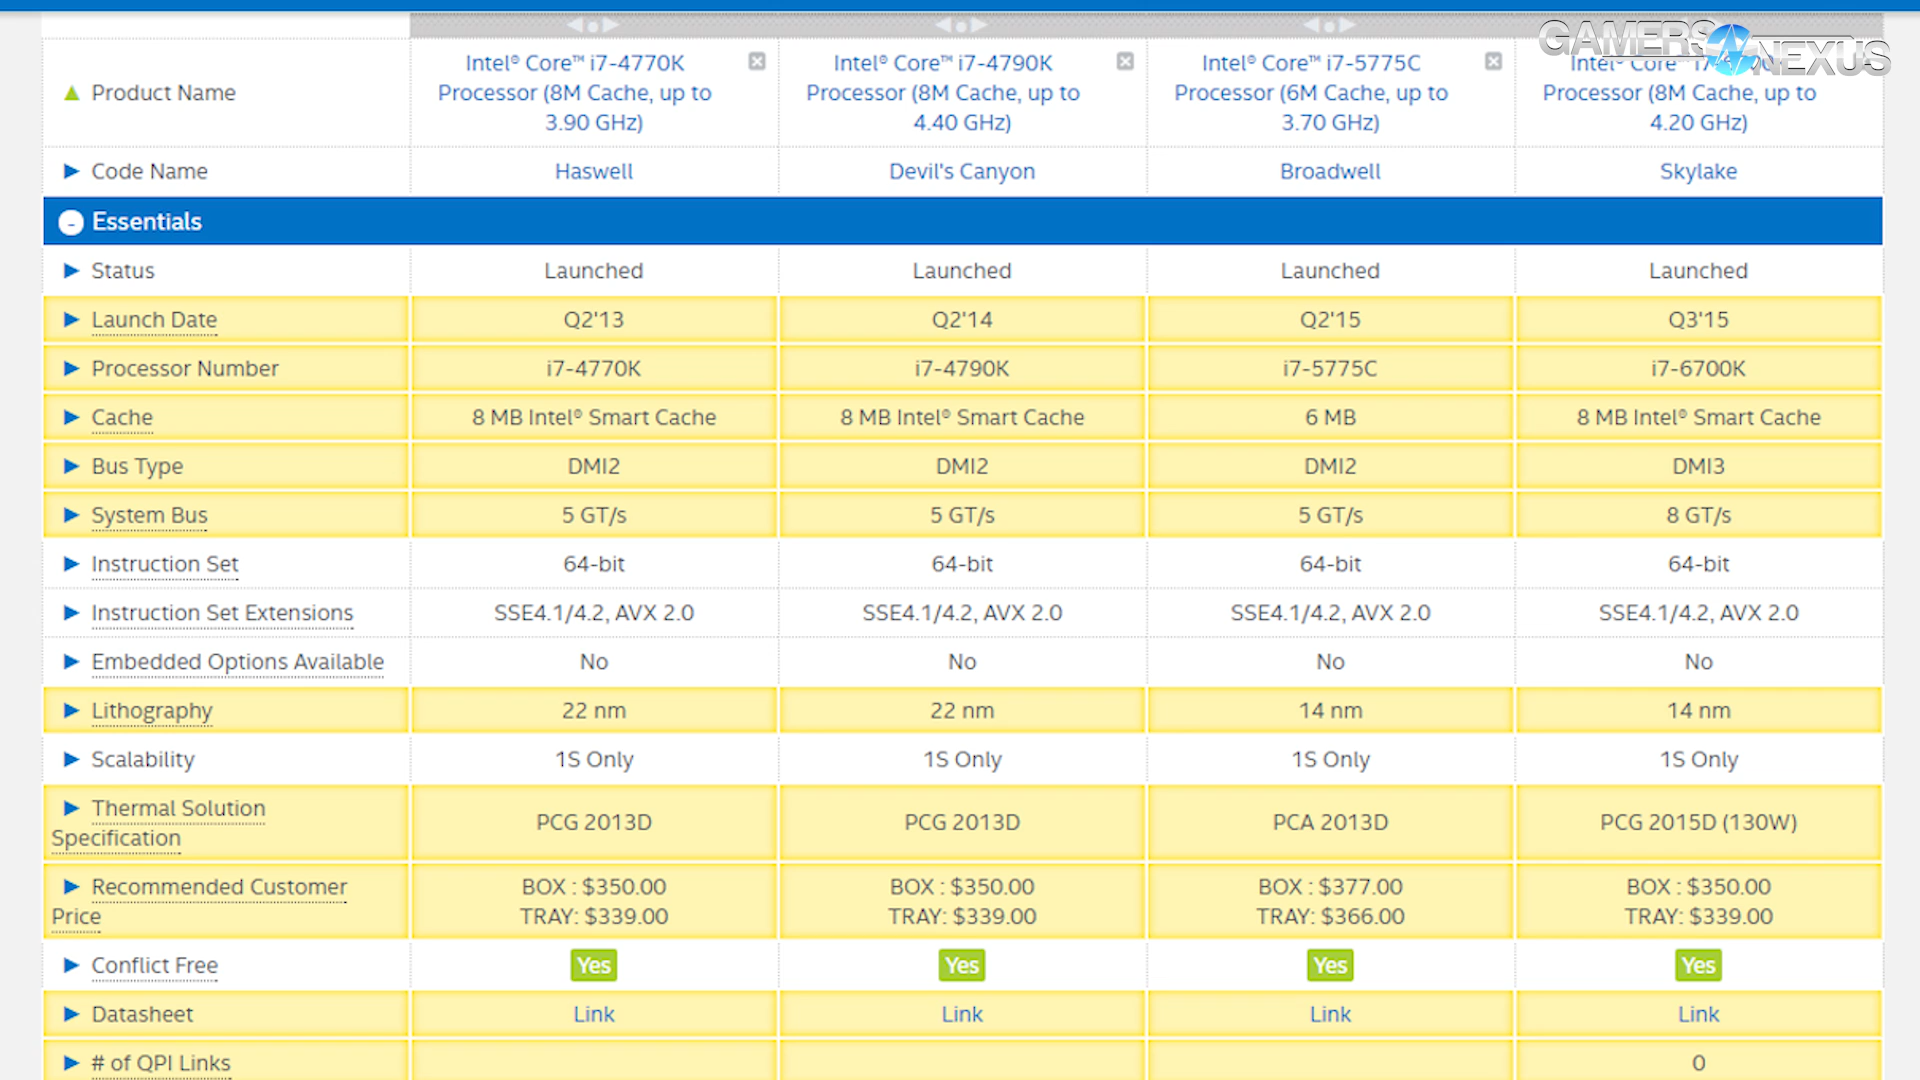 GAMERS NEXUS
Product Name
Intel® Core™ i7-4770K
Processor (8M Cache, up to
3.90 GHz)
Intel® Core™ i7-4790K
Processor (8M Cache, up to
4.40 GHz)
Intel® Core™ i7-5775C
Processor (6M Cache, up to
3.70 GHz)
Intel® Core™
Processor (8M Cache, up to
4.20 GHz)
Code Name Haswell Devil's Canyon Broadwell Skylake
Essentials
Status Launched Launched Launched Launched
Launch Date Q2'13 Q2'14 Q2'15 Q3'15
Processor Number i7-4770K i7-4790K i7-5775C i7-6700K
Cache 8 MB Intel® Smart Cache 8 MB Intel® Smart Cache 6 MB 8 MB Intel® Smart Cache
Bus Type DMI2 DMI2 DMI2 DMI3
System Bus 5 GT/s 5 GT/s 5 GT/s 8 GT/s
Instruction Set 64-bit 64-bit 64-bit 64-bit
Instruction Set Extensions SSE4.1/4.2, AVX 2.0 SSE4.1/4.2, AVX 2.0 SSE4.1/4.2, AVX 2.0 SSE4.1/4.2, AVX 2.0
Embedded Options Available No No No No
Lithography 22 nm 22 nm 14 nm 14 nm
Scalability 1S Only 1S Only 1S Only 1S Only
Thermal Solution
Specification
PCG 2013D PCG 2013D PCA 2013D PCG 2015D (130W)
Recommended Customer
Price
BOX : $350.00
TRAY: $339.00
BOX : $350.00
TRAY: $339.00
BOX : $377.00
TRAY: $366.00
BOX : $350.00
TRAY: $339.00
Conflict Free Yes Yes Yes Yes
Datasheet Link Link Link Link
# of QPI Links 0